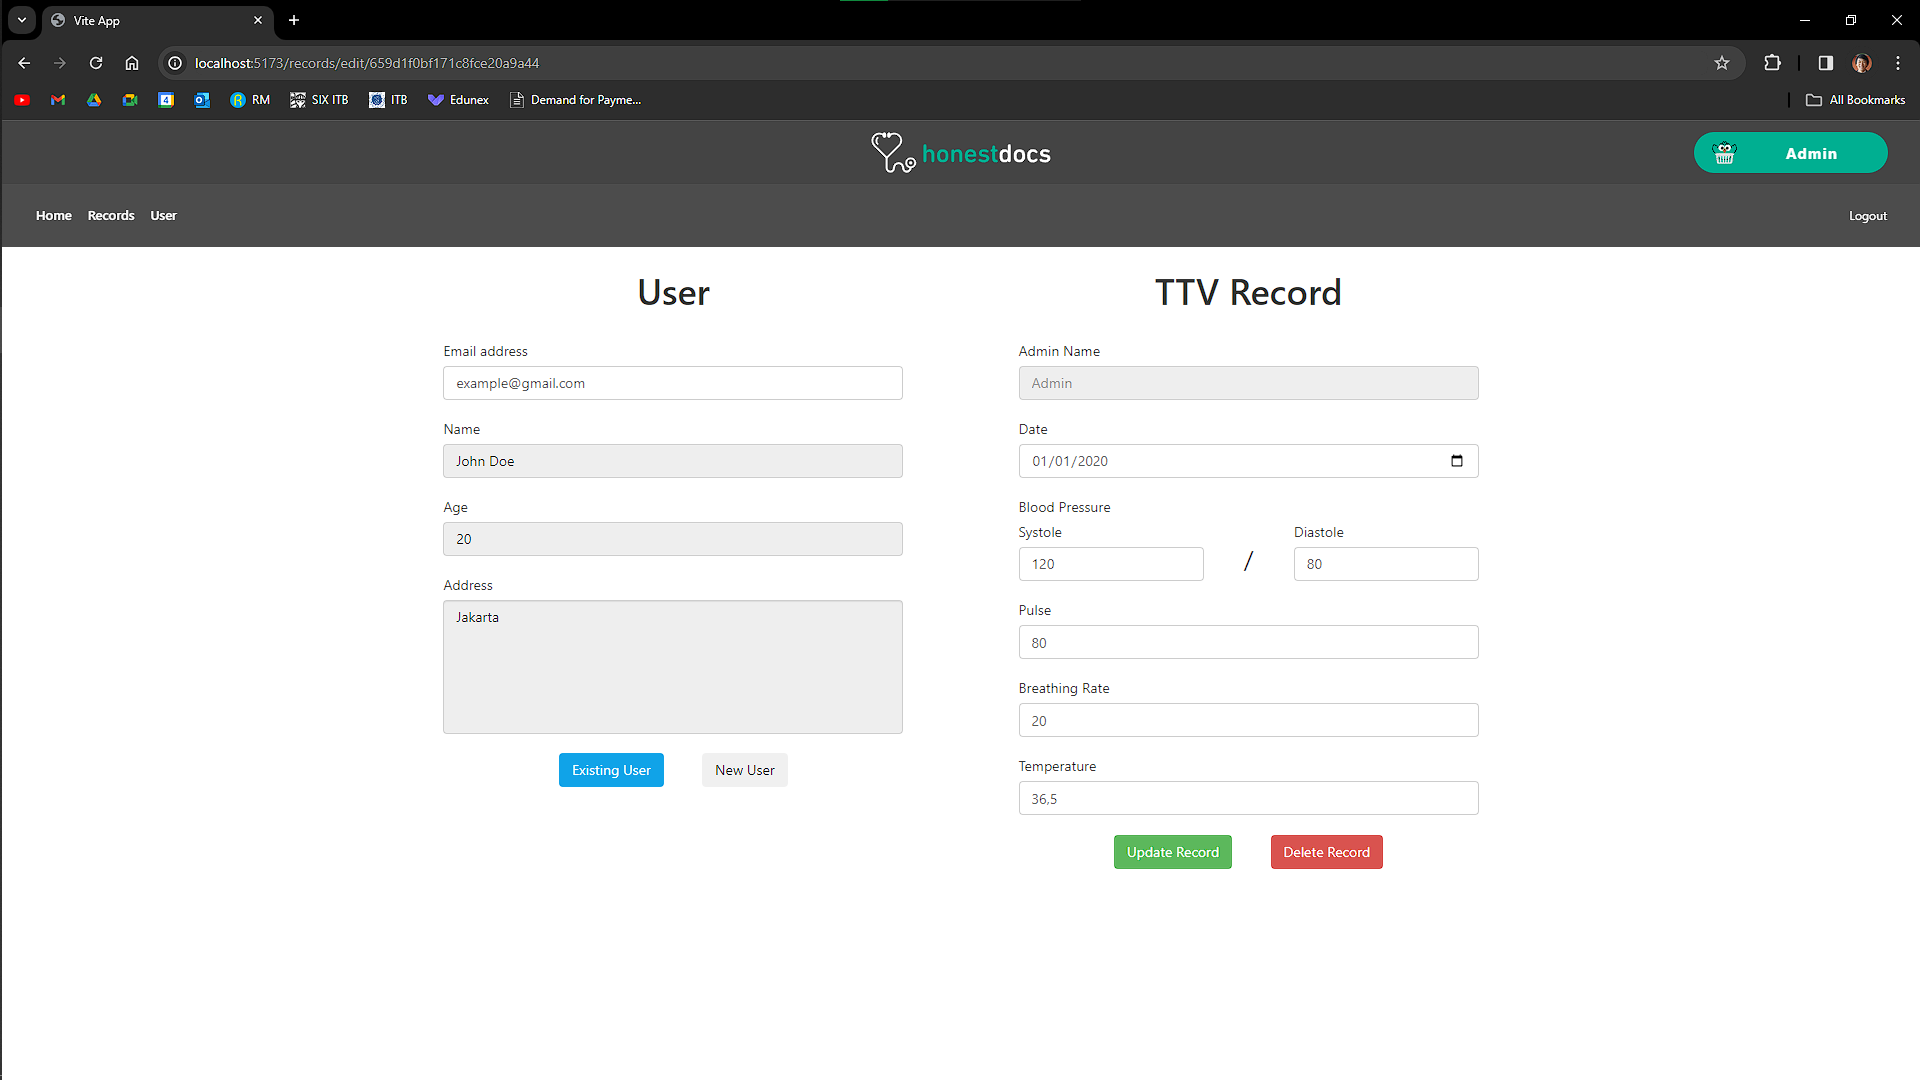 Vite App
localhost:5173/records/edit/659d1f0bf171c8fce20a9a44
4 RM SIX ITB ITB Edunex Demand for Payme... All Bookmarks
honestdocs
Admin
Home Records User Logout
User
Email address
example@gmail.com
Name
John Doe
Age
20
Address
Jakarta
Existing User New User
TTV Record
Admin Name
Admin
Date
01/01/2020
Blood Pressure
Systole Diastole
120 / 80
Pulse
80
Breathing Rate
20
Temperature
36,5
Update Record Delete Record